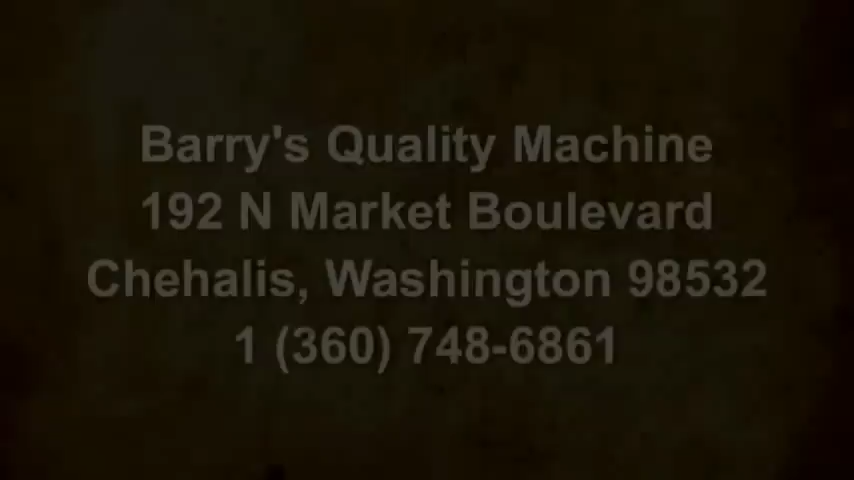 Barry's Quality Machine
192 N Market Boulevard
Chehalis, Washington 98532
1 (360) 748-6861